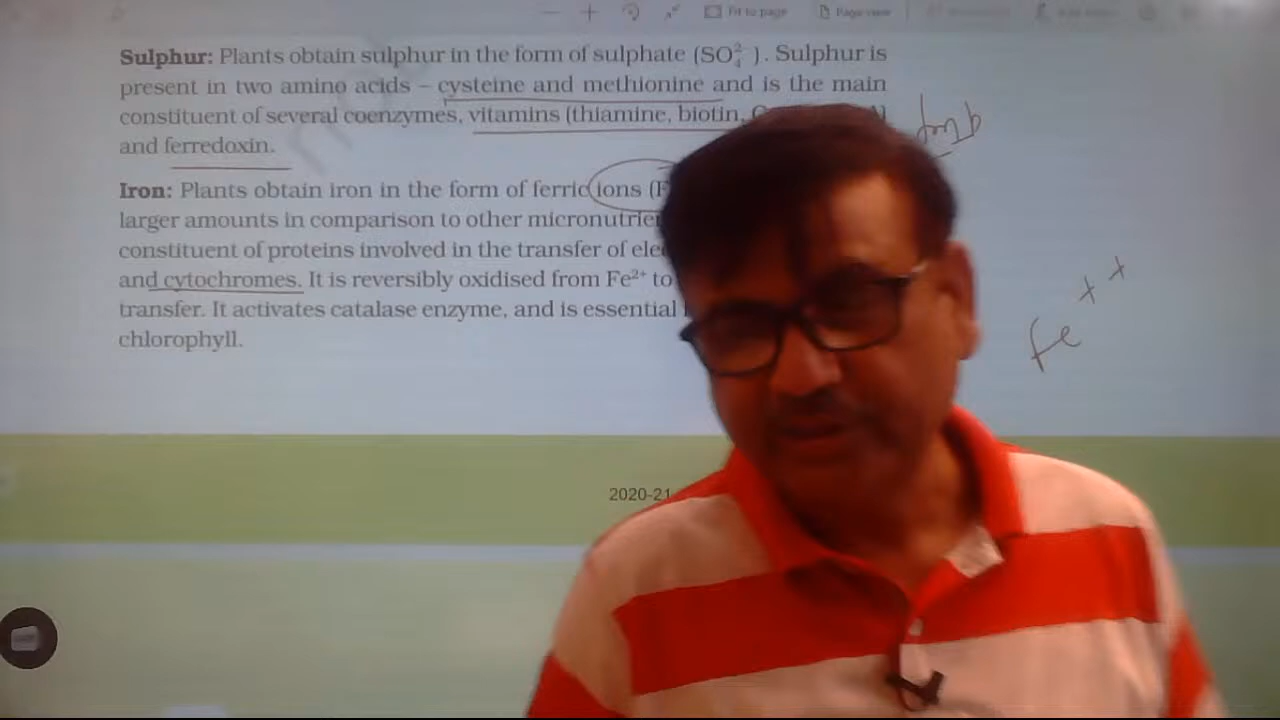 Fit to page Page view
Sulphur: Plants obtain sulphur in the form of sulphate (SO₄²⁻). Sulphur is
present in two amino acids – cysteine and methionine and is the main
constituent of several coenzymes, vitamins (thiamine, biotin,
and ferredoxin.
Iron: Plants obtain iron in the form of ferric ions (F
larger amounts in comparison to other
constituent of proteins involved in the transfer of
and cytochromes. It is reversibly oxidised from Fe²⁺ to
transfer. It activates catalase enzyme, and is essential
chlorophyll.
Fe ++
2020-21